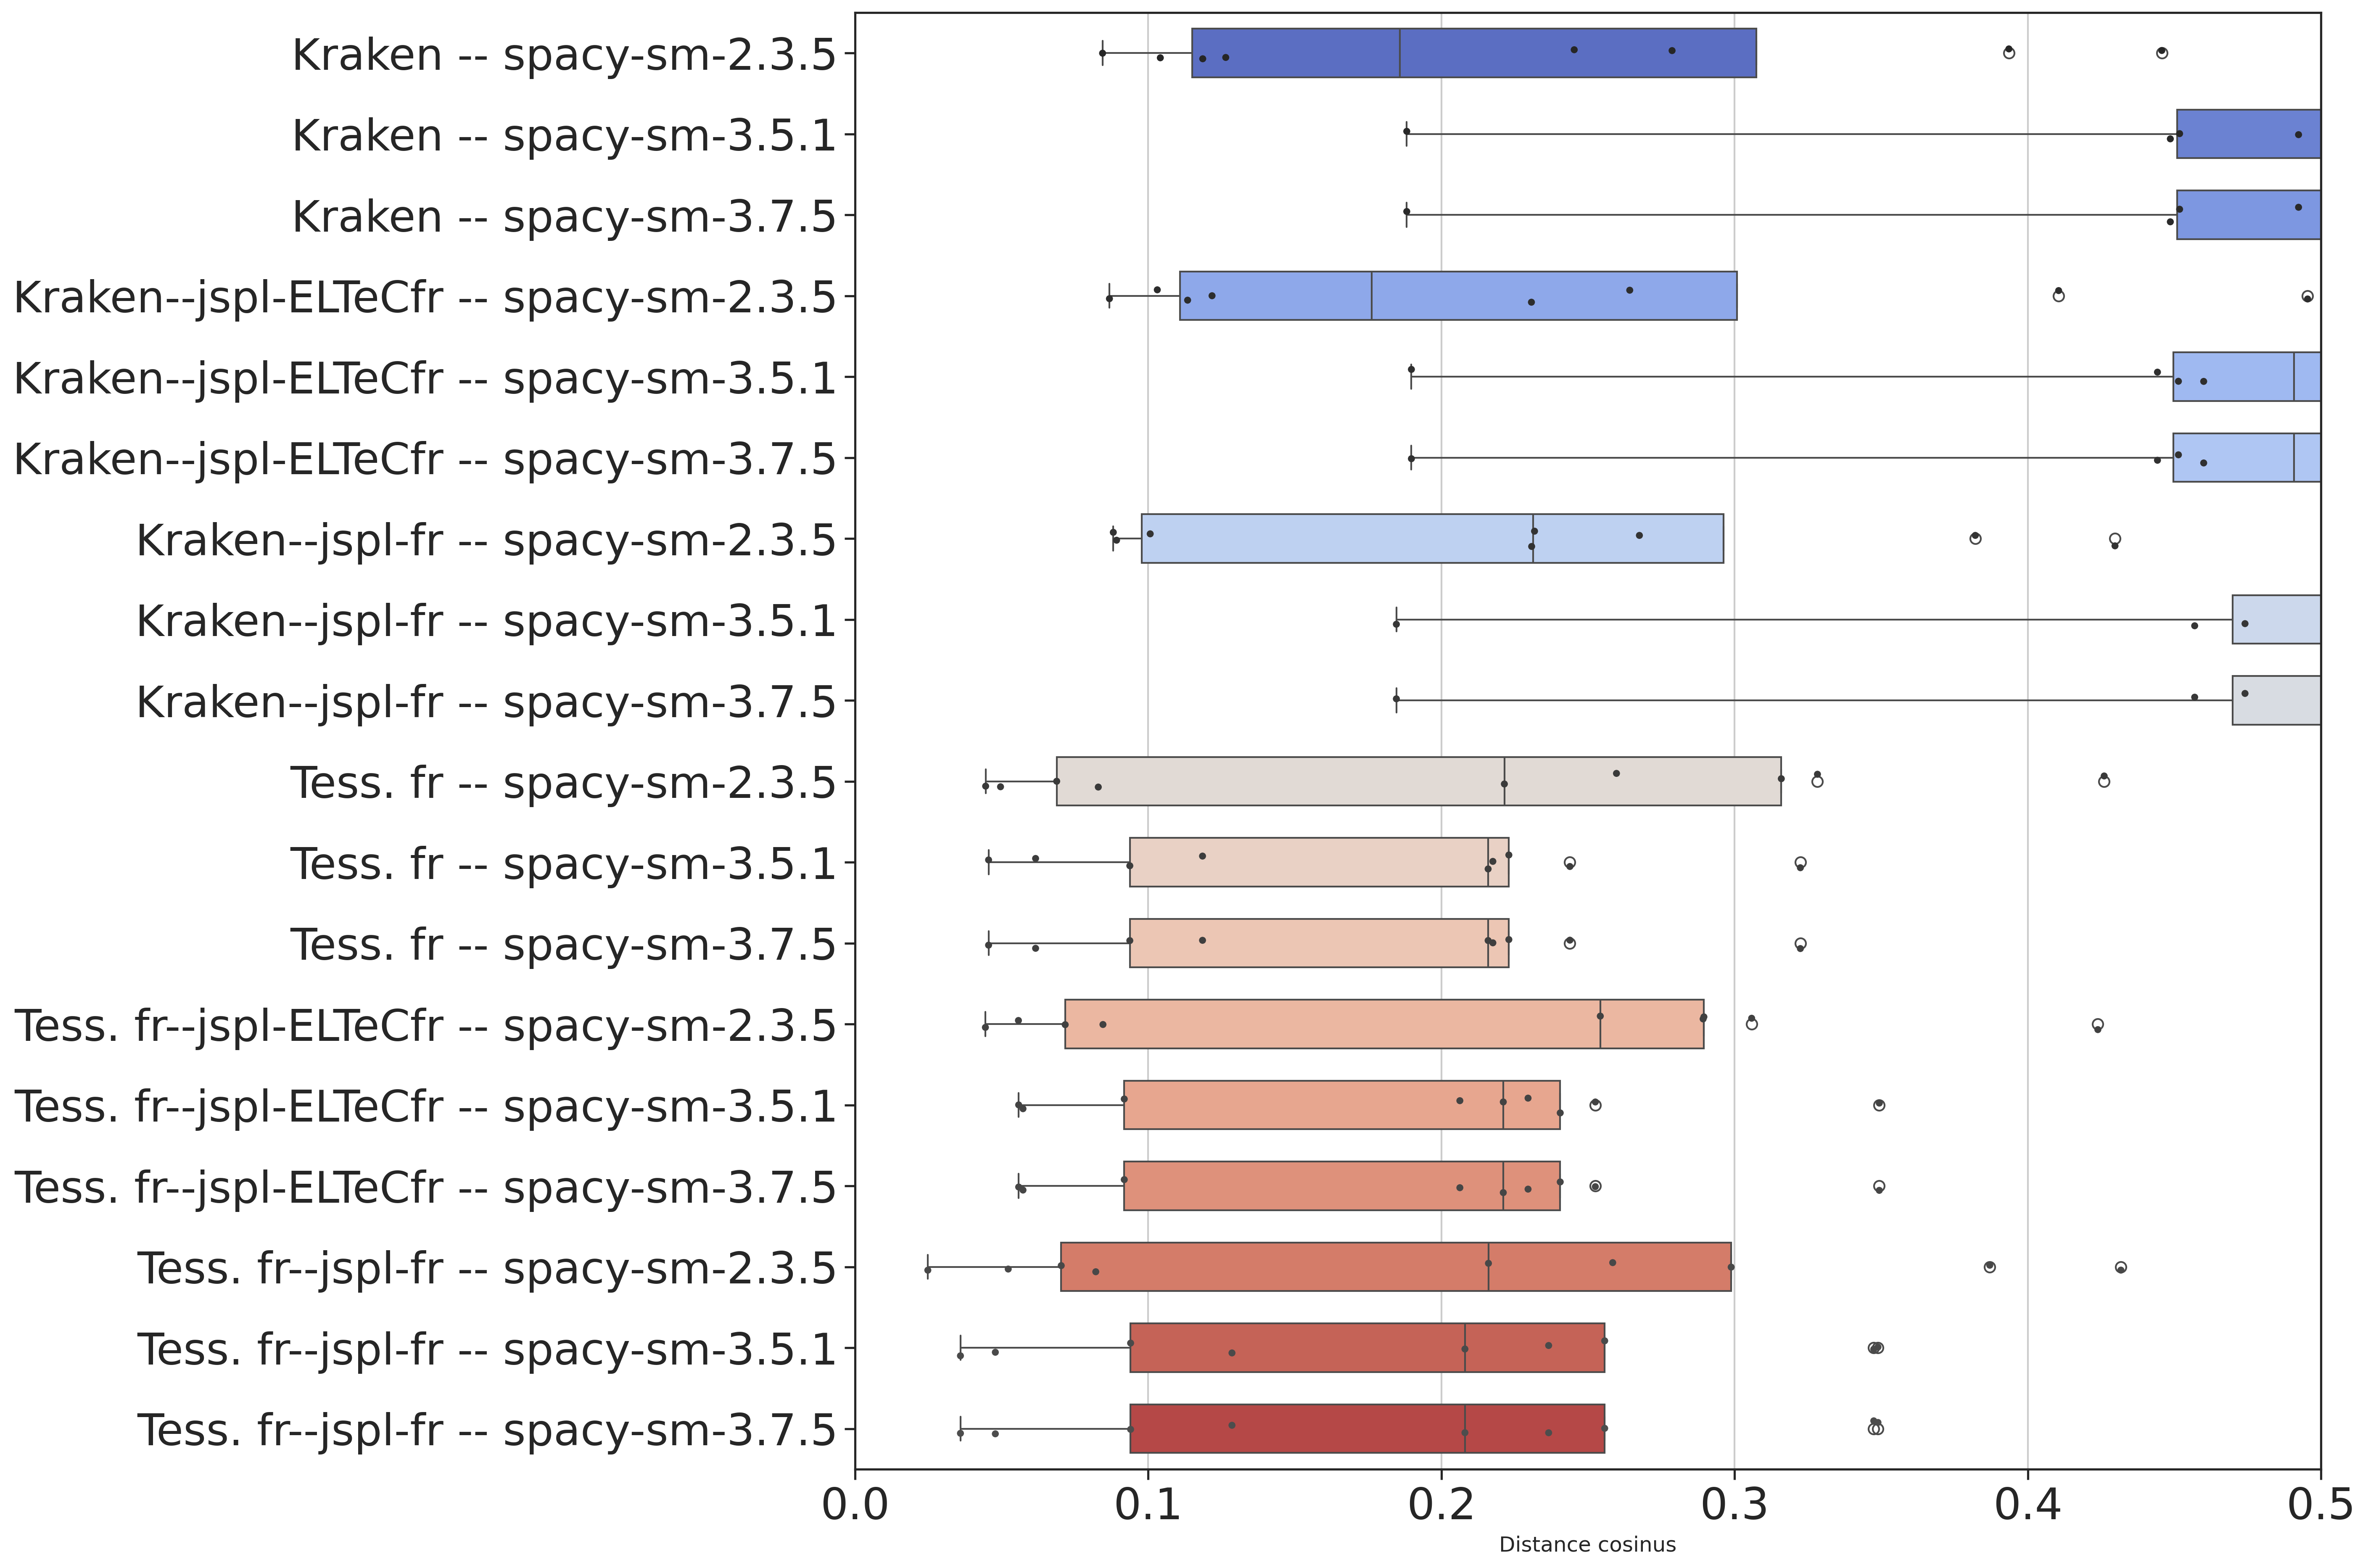 Kraken -- spacy-sm-2.3.5
Kraken -- spacy-sm-3.5.1
Kraken -- spacy-sm-3.7.5
Kraken--jspl-ELTeCfr -- spacy-sm-2.3.5
Kraken--jspl-ELTeCfr -- spacy-sm-3.5.1
Kraken--jspl-ELTeCfr -- spacy-sm-3.7.5
Kraken--jspl-fr -- spacy-sm-2.3.5
Kraken--jspl-fr -- spacy-sm-3.5.1
Kraken--jspl-fr -- spacy-sm-3.7.5
Tess. fr -- spacy-sm-2.3.5
Tess. fr -- spacy-sm-3.5.1
Tess. fr -- spacy-sm-3.7.5
Tess. fr--jspl-ELTeCfr -- spacy-sm-2.3.5
Tess. fr--jspl-ELTeCfr -- spacy-sm-3.5.1
Tess. fr--jspl-ELTeCfr -- spacy-sm-3.7.5
Tess. fr--jspl-fr -- spacy-sm-2.3.5
Tess. fr--jspl-fr -- spacy-sm-3.5.1
Tess. fr--jspl-fr -- spacy-sm-3.7.5
0.0 0.1 0.2 0.3 0.4 0.5
Distance cosinus